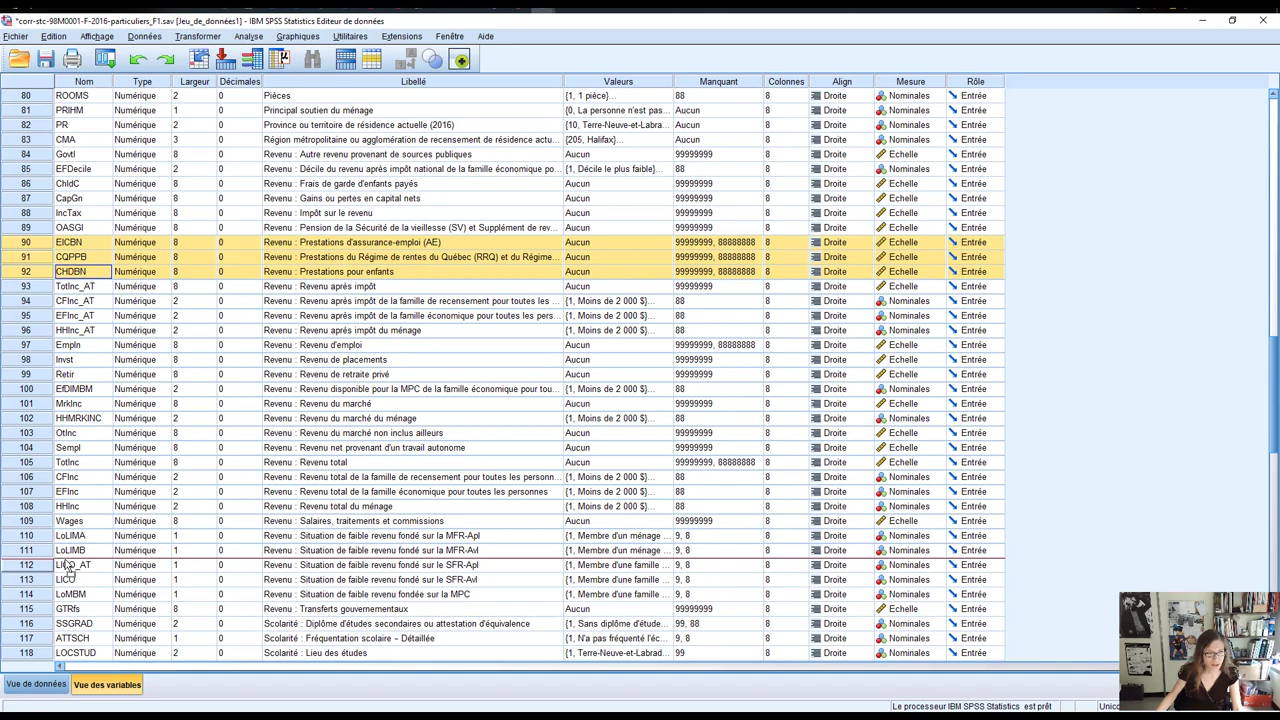 *corr-stc-98M0001-F-2016-particuliers_F1.sav [Jeu_de_données1] - IBM SPSS Statistics Editeur de données
Fichier Edition Affichage Données Transformer Analyse Graphiques Utilitaires Extensions Fenêtre Aide
Nom Type Largeur Décimales Libellé Valeurs Manquant Colonnes Align Mesure Rôle
80 ROOMS Numérique 2 0 Pièces {1, 1 pièce}... 88 8 Droite Nominales Entrée
81 PRIHM Numérique 1 0 Principal soutien du ménage {0, La personne n'est pas... Aucun 8 Droite Nominales Entrée
82 PR Numérique 2 0 Province ou territoire de résidence actuelle (2016) {10, Terre-Neuve-et-Labra... Aucun 8 Droite Nominales Entrée
83 CMA Numérique 3 0 Région métropolitaine ou agglomération de recensement de résidence actu... {205, Halifax}... Aucun 8 Droite Nominales Entrée
84 GovtI Numérique 8 0 Revenu : Autre revenu provenant de sources publiques Aucun 99999999 8 Droite Echelle Entrée
85 EFDecile Numérique 2 0 Revenu : Décile du revenu après impôt national de la famille économique po... {1, Décile le plus faible}... 88 8 Droite Nominales Entrée
86 ChldC Numérique 8 0 Revenu : Frais de garde d'enfants payés Aucun 99999999 8 Droite Echelle Entrée
87 CapGn Numérique 8 0 Revenu : Gains ou pertes en capital nets Aucun 99999999 8 Droite Echelle Entrée
88 IncTax Numérique 8 0 Revenu : Impôt sur le revenu Aucun 99999999 8 Droite Echelle Entrée
89 OASGI Numérique 8 0 Revenu : Pension de la Sécurité de la vieillesse (SV) et Supplément de rev... Aucun 99999999 8 Droite Echelle Entrée
90 EICBN Numérique 8 0 Revenu : Prestations d'assurance-emploi (AE) Aucun 99999999, 88888888 8 Droite Echelle Entrée
91 CQPPB Numérique 8 0 Revenu : Prestations du Régime de rentes du Québec (RRQ) et du Régime... Aucun 99999999, 88888888 8 Droite Echelle Entrée
92 CHDBN Numérique 8 0 Revenu : Prestations pour enfants Aucun 99999999, 88888888 8 Droite Echelle Entrée
93 TotInc_AT Numérique 8 0 Revenu : Revenu après impôt Aucun 99999999 8 Droite Echelle Entrée
94 CFInc_AT Numérique 2 0 Revenu : Revenu après impôt de la famille de recensement pour toutes les ... {1, Moins de 2 000 $}... 88 8 Droite Nominales Entrée
95 EFInc_AT Numérique 2 0 Revenu : Revenu après impôt de la famille économique pour toutes les pers... {1, Moins de 2 000 $}... 88 8 Droite Nominales Entrée
96 HHInc_AT Numérique 2 0 Revenu : Revenu après impôt du ménage {1, Moins de 2 000 $}... 88 8 Droite Nominales Entrée
97 EmpIn Numérique 8 0 Revenu : Revenu d'emploi Aucun 99999999, 88888888 8 Droite Echelle Entrée
98 Invst Numérique 8 0 Revenu : Revenu de placements Aucun 99999999 8 Droite Echelle Entrée
99 Retir Numérique 8 0 Revenu : Revenu de retraite privé Aucun 99999999 8 Droite Echelle Entrée
100 EfDIMBM Numérique 2 0 Revenu : Revenu disponible pour la MPC de la famille économique pour tou... {1, Moins de 2 000 $}... 88 8 Droite Nominales Entrée
101 MrkInc Numérique 8 0 Revenu : Revenu du marché Aucun 99999999 8 Droite Echelle Entrée
102 HHMRKINC Numérique 2 0 Revenu : Revenu du marché du ménage {1, Moins de 2 000 $}... 88 8 Droite Nominales Entrée
103 OtInc Numérique 8 0 Revenu : Revenu du marché non inclus ailleurs Aucun 99999999 8 Droite Echelle Entrée
104 SempI Numérique 8 0 Revenu : Revenu net provenant d'un travail autonome Aucun 99999999 8 Droite Echelle Entrée
105 TotInc Numérique 8 0 Revenu : Revenu total Aucun 99999999, 88888888 8 Droite Echelle Entrée
106 CFInc Numérique 2 0 Revenu : Revenu total de la famille de recensement pour toutes les personn... {1, Moins de 2 000 $}... 88 8 Droite Nominales Entrée
107 EFInc Numérique 2 0 Revenu : Revenu total de la famille économique pour toutes les personnes {1, Moins de 2 000 $}... 88 8 Droite Nominales Entrée
108 HHInc Numérique 2 0 Revenu : Revenu total du ménage {1, Moins de 2 000 $}... 88 8 Droite Nominales Entrée
109 Wages Numérique 8 0 Revenu : Salaires, traitements et commissions Aucun 99999999 8 Droite Echelle Entrée
110 LoLIMA Numérique 1 0 Revenu : Situation de faible revenu fondé sur la MFR-Apl {1, Membre d'un ménage ... 9, 8 8 Droite Nominales Entrée
111 LoLIMB Numérique 1 0 Revenu : Situation de faible revenu fondé sur la MFR-Avl {1, Membre d'un ménage ... 9, 8 8 Droite Nominales Entrée
112 LICO_AT Numérique 1 0 Revenu : Situation de faible revenu fondé sur le SFR-Apl {1, Membre d'une famille ... 9, 8 8 Droite Nominales Entrée
113 LICO Numérique 1 0 Revenu : Situation de faible revenu fondé sur le SFR-Avl {1, Membre d'une famille ... 9, 8 8 Droite Nominales Entrée
114 LoMBM Numérique 1 0 Revenu : Situation de faible revenu fondée sur la MPC {1, Membre d'une famille ... 9, 8 8 Droite Nominales Entrée
115 GTRfs Numérique 8 0 Revenu : Transferts gouvernementaux Aucun 99999999 8 Droite Echelle Entrée
116 SSGRAD Numérique 2 0 Scolarité : Diplôme d'études secondaires ou attestation d'équivalence {1, Sans diplôme d'étude... 99, 88 8 Droite Nominales Entrée
117 ATTSCH Numérique 1 0 Scolarité : Fréquentation scolaire – Détaillée {1, N'a pas fréquenté l'éc... 9, 8 8 Droite Nominales Entrée
118 LOCSTUD Numérique 2 0 Scolarité : Lieu des études {1, Terre-Neuve-et-Labrad... 99 8 Droite Nominales Entrée
Vue de données Vue des variables
Le processeur IBM SPSS Statistics est prêt Unico